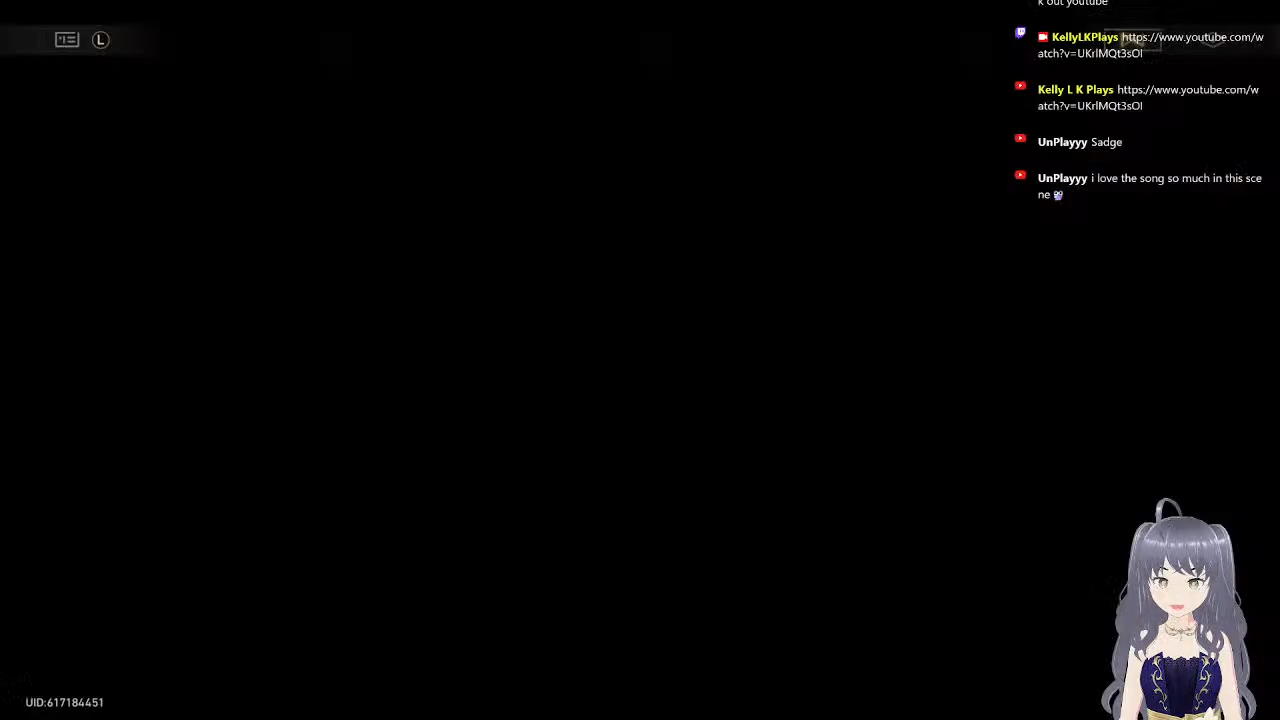 k out youtube
KellyLKPlays https://www.youtube.com/w
atch?v=UKrlMQt3sOI
Kelly L K Plays https://www.youtube.com/w
atch?v=UKrlMQt3sOI
UnPlayyy Sadge
UnPlayyy i love the song so much in this sce
ne
L
UID:617184451